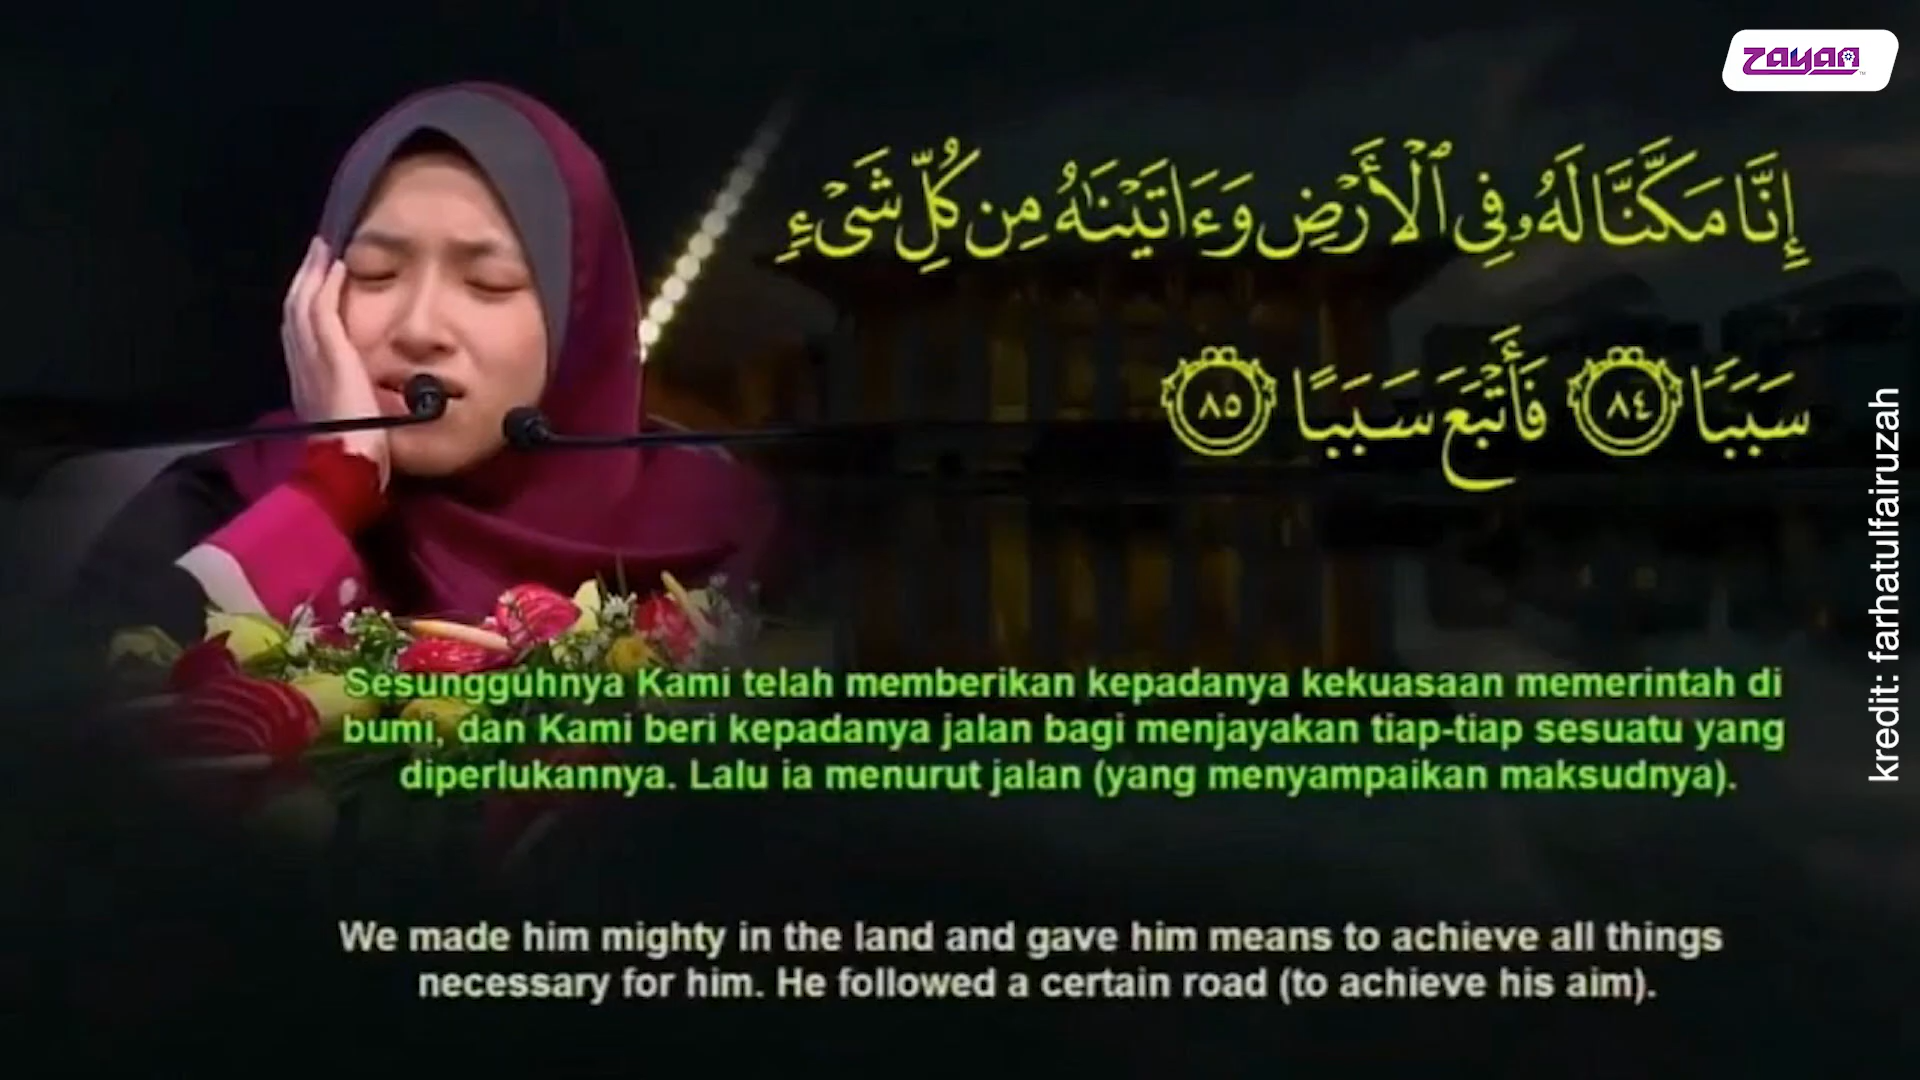 zayan
إِنَّا مَكَّنَّا لَهُۥ فِى ٱلْأَرْضِ وَءَاتَيْنَٰهُ مِن كُلِّ شَىْءٍ
سَبَبًا ٨٤ فَأَتْبَعَ سَبَبًا ٨٥
Sesungguhnya Kami telah memberikan kepadanya kekuasaan memerintah di
bumi, dan Kami beri kepadanya jalan bagi menjayakan tiap-tiap sesuatu yang
diperlukannya. Lalu ia menurut jalan (yang menyampaikan maksudnya).
We made him mighty in the land and gave him means to achieve all things
necessary for him. He followed a certain road (to achieve his aim).
kredit: farhatulfairuzah